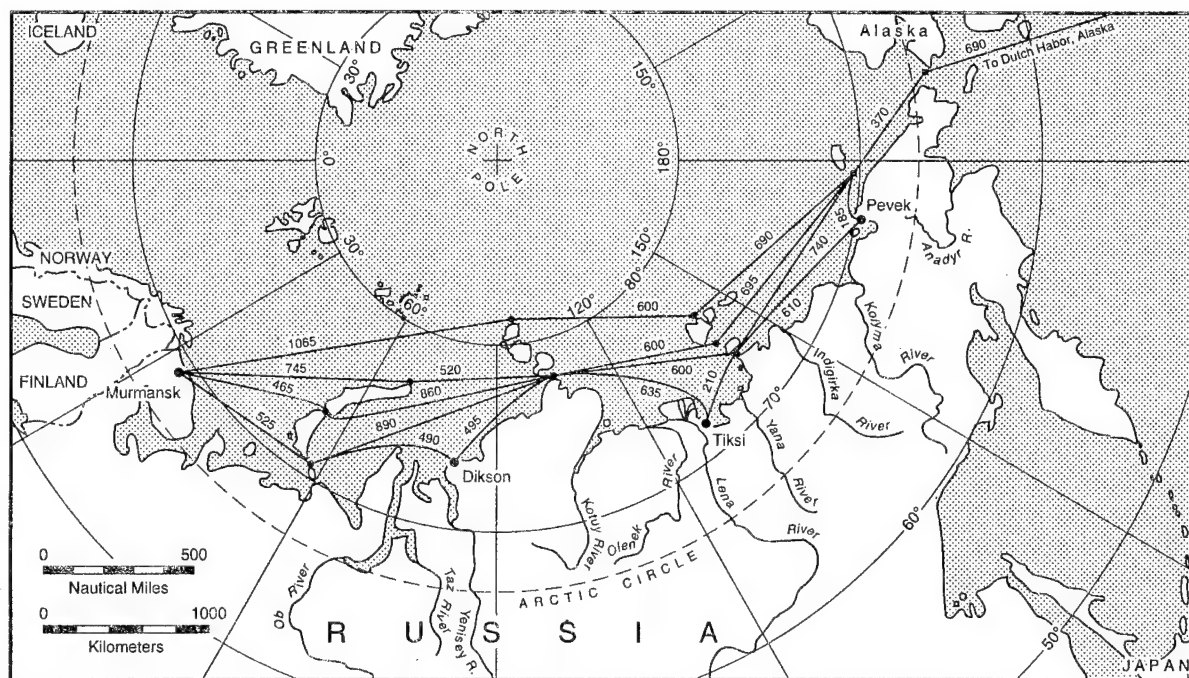 ICELAND
GREENLAND
30°
150°
Alaska
690
To Dutch Habor, Alaska
370
NORTH
POLE
0°
180°
185
Pevek
Anadyr R.
30°
150°
80°
690
695
740
NORWAY
SWEDEN
60°
120°
600
610
1065
600
Kolyma
River
FINLAND
Murmansk
745
520
465
860
600
Indigirka
River
525
890
635
210
70°
490
495
Tiksi
Dikson
Yana
River
Kotuy River
Olenek
River
Lena
River
60°
0 500
Nautical Miles
Ob
River
Taz River
Yenisey R.
ARCTIC CIRCLE
0 1000
Kilometers
RUSSIA
50°
JAPAN